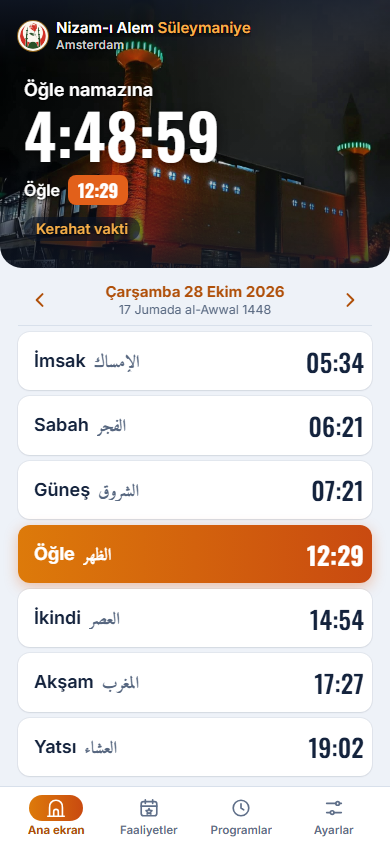 Nizam-ı Alem Süleymaniye
Amsterdam
Öğle namazına
4:48:59
Öğle 12:29
Kerahat vakti
Çarşamba 28 Ekim 2026
17 Jumada al-Awwal 1448
İmsak الإمساك 05:34
Sabah الفجر 06:21
Güneş الشروق 07:21
Öğle الظهر 12:29
İkindi العصر 14:54
Akşam المغرب 17:27
Yatsı العشاء 19:02
Ana ekran Faaliyetler Programlar Ayarlar